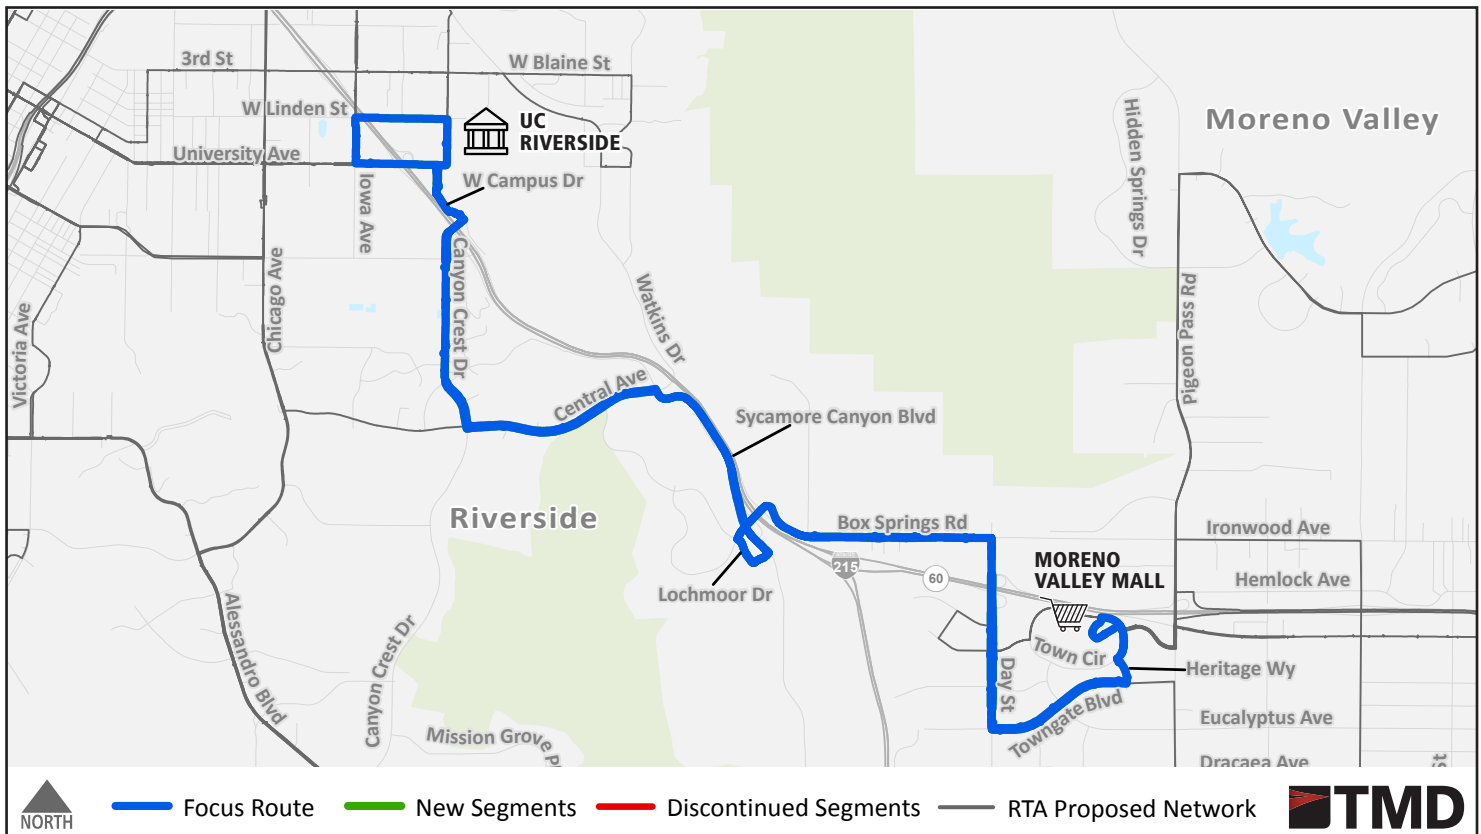 3rd St
W Blaine St
W Linden St
UC
RIVERSIDE
Hidden Springs Dr
Moreno Valley
University Ave
W Campus Dr
Iowa Ave
Canyon Crest Dr
Chicago Ave
Victoria Ave
Watkins Dr
Pigeon Pass Rd
Central Ave
Sycamore Canyon Blvd
Riverside
Box Springs Rd
Ironwood Ave
MORENO
VALLEY MALL
215
60
Hemlock Ave
Lochmoor Dr
Alessandro Blvd
Canyon Crest Dr
Town Cir
Heritage Wy
Day St
Towngate Blvd
Eucalyptus Ave
Mission Grove P
Dracaea Ave
St
NORTH
Focus Route
New Segments
Discontinued Segments
RTA Proposed Network
TMD